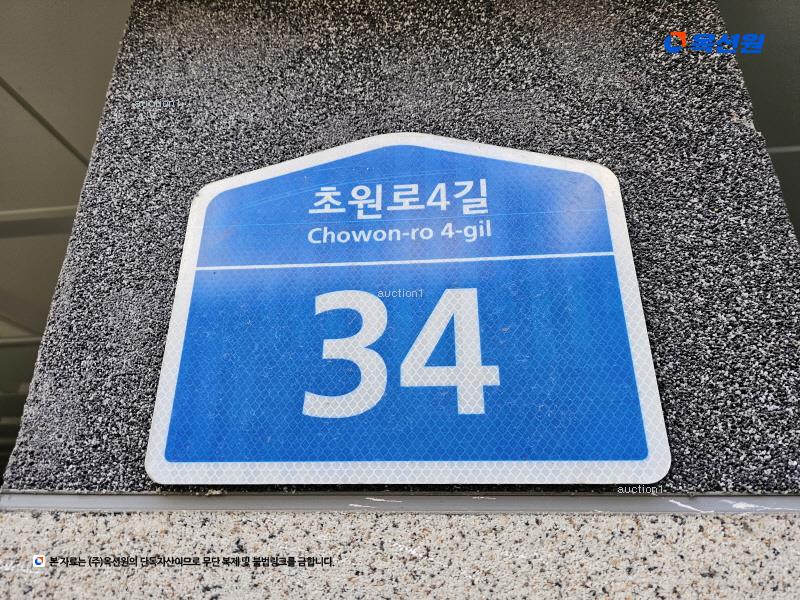 옥션원
auction1
초원로4길
Chowon-ro 4-gil
auction1
34
auction1
본 자료는 (주)옥션원의 단독자산이므로 무단 복제 및 불법링크를 금합니다.